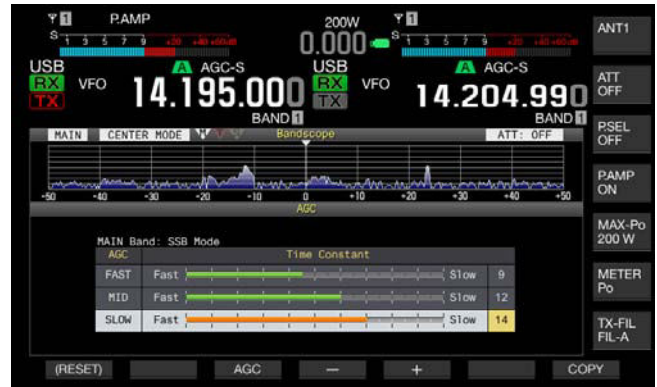 1 P.AMP 200W 1 ANT1
S 1 3 5 7 9 +20 +40 +60dB 0.000 S 1 3 5 7 9 +20 +40 +60dB
USB A AGC-S USB A AGC-S
RX VFO 14.195.000 RX VFO 14.204.990 ATT OFF
TX BAND 1 TX BAND 1
MAIN CENTER MODE M Bandscope ATT: OFF P.SEL OFF
-50 -40 -30 -20 -10 0 +10 +20 +30 +40 +50 P.AMP ON
AGC
MAIN Band: SSB Mode MAX-Po 200 W
AGC Time Constant
FAST Fast Slow 9
MID Fast Slow 12 METER Po
SLOW Fast Slow 14 TX-FIL FIL-A
(RESET) AGC − + COPY